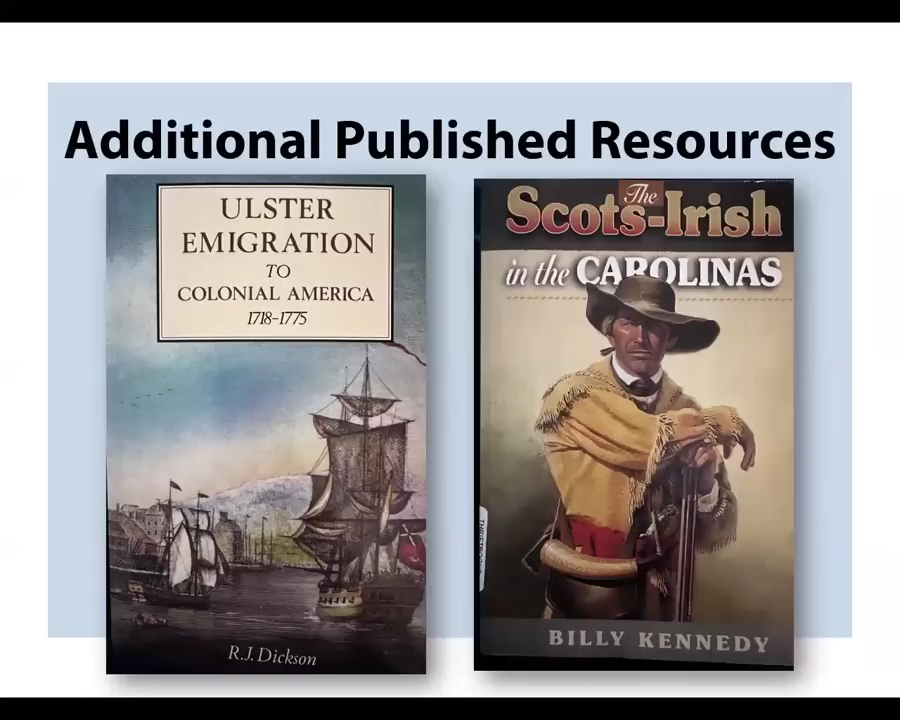 Additional Published Resources
ULSTER
EMIGRATION
TO
COLONIAL AMERICA
1718-1775
R.J. Dickson
The
Scots-Irish
in the CAROLINAS
BILLY KENNEDY